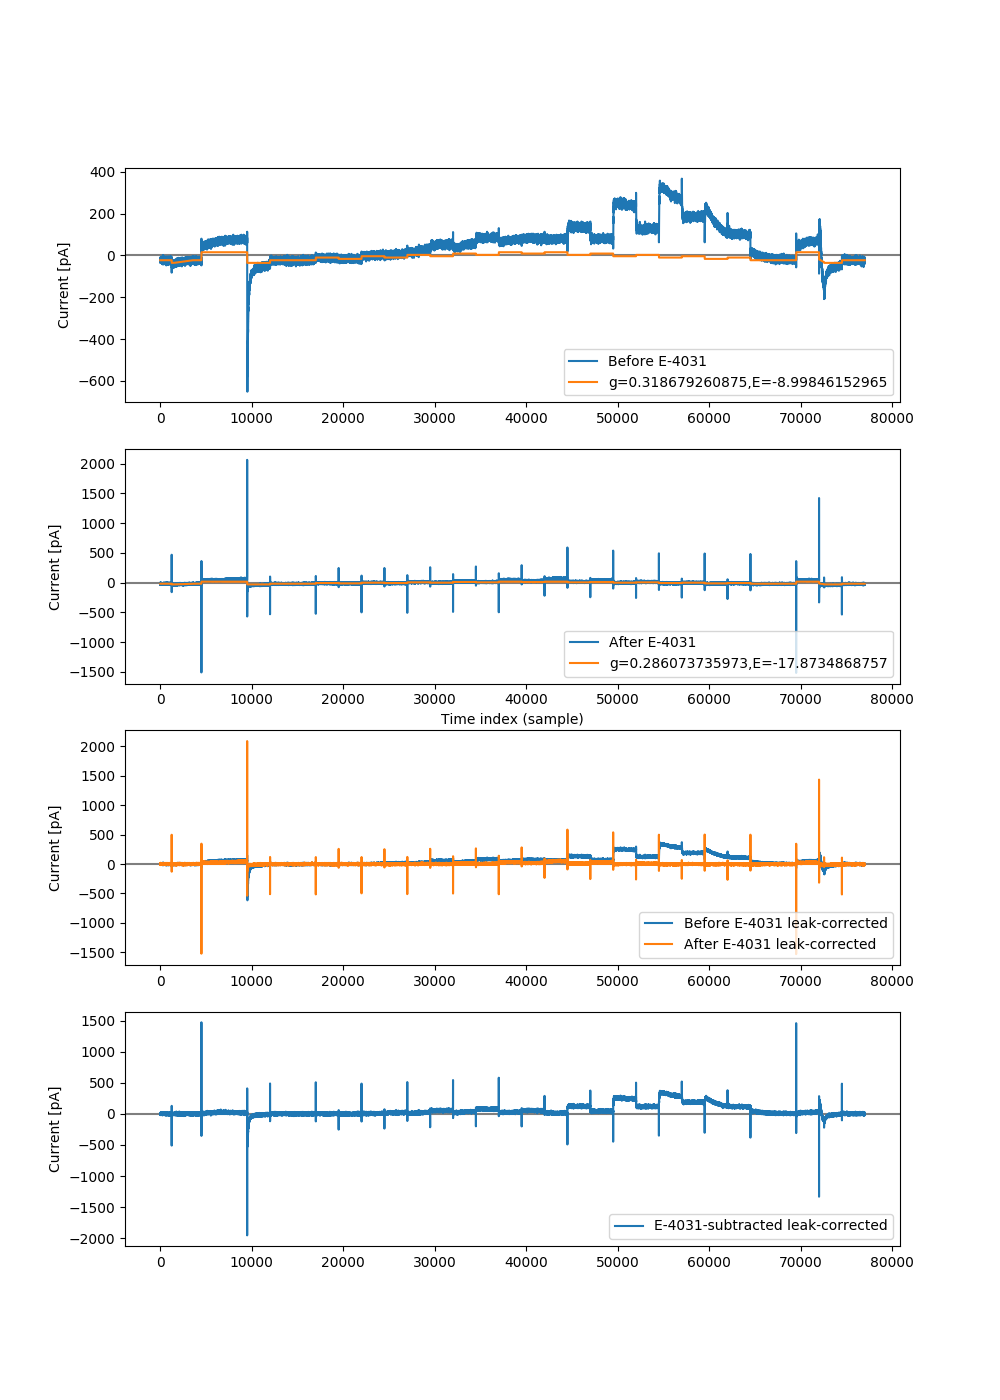 400
200
0
−200
−400
−600
Current [pA]
Before E-4031
g=0.318679260875,E=-8.99846152965
0 10000 20000 30000 40000 50000 60000 70000 80000
2000
1500
1000
500
0
−500
−1000
−1500
Current [pA]
After E-4031
g=0.286073735973,E=-17.8734868757
0 10000 20000 30000 40000 50000 60000 70000 80000
Time index (sample)
2000
1500
1000
500
0
−500
−1000
−1500
Current [pA]
Before E-4031 leak-corrected
After E-4031 leak-corrected
0 10000 20000 30000 40000 50000 60000 70000 80000
1500
1000
500
0
−500
−1000
−1500
−2000
Current [pA]
E-4031-subtracted leak-corrected
0 10000 20000 30000 40000 50000 60000 70000 80000